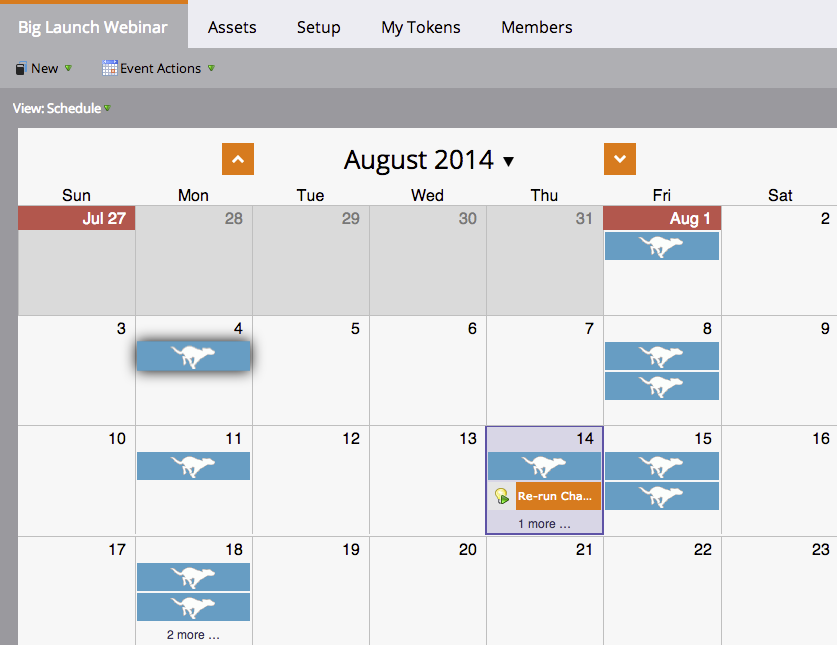 Big Launch Webinar Assets Setup My Tokens Members
New Event Actions
View: Schedule
August 2014
Sun Mon Tue Wed Thu Fri Sat
Jul 27 28 29 30 31 Aug 1 2
3 4 5 6 7 8 9
10 11 12 13 14 15 16
Re-run Cha...
1 more ...
17 18 19 20 21 22 23
2 more ...